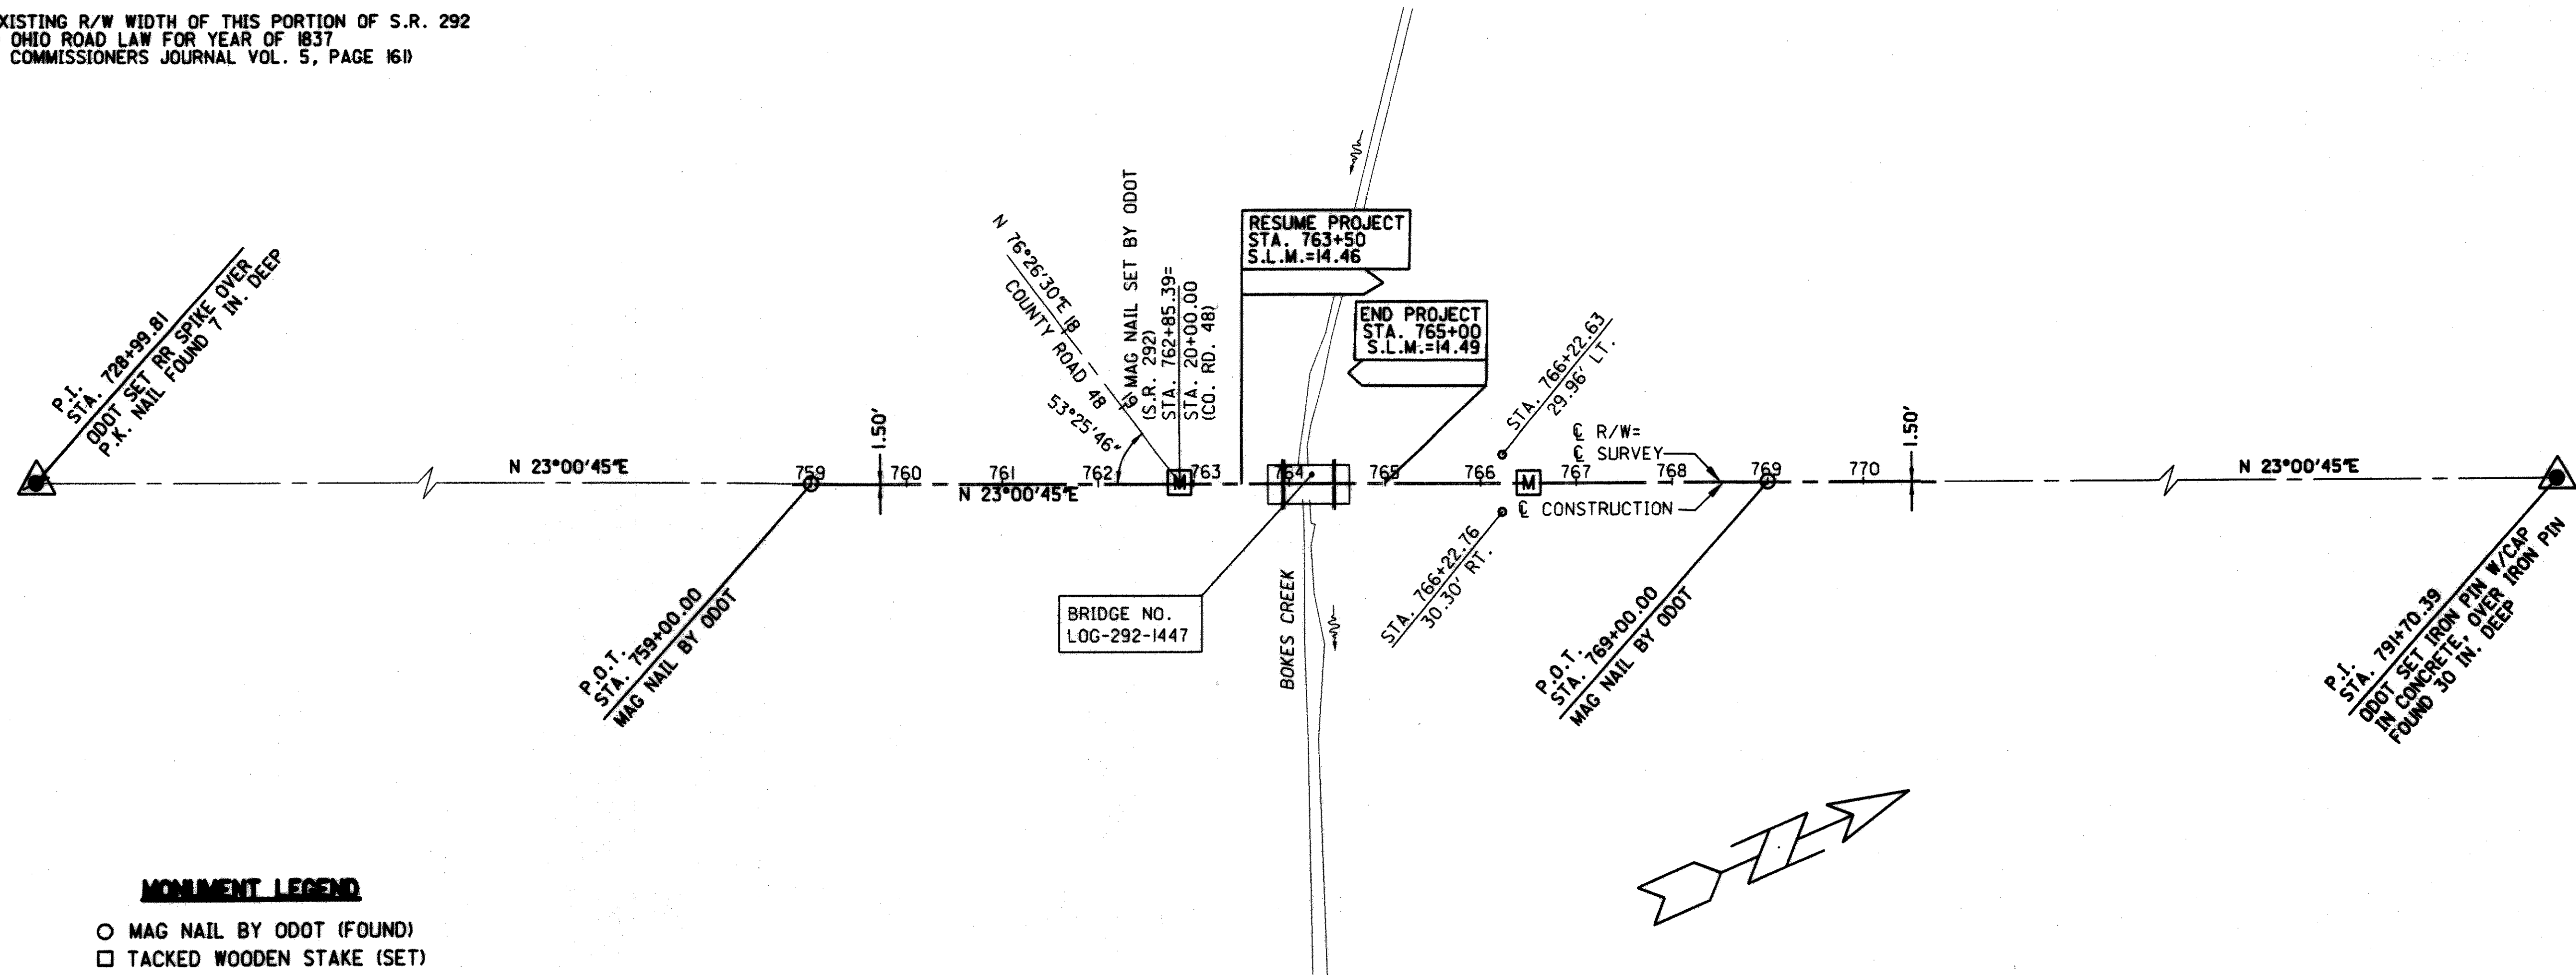 XISTING R/W WIDTH OF THIS PORTION OF S.R. 292
OHIO ROAD LAW FOR YEAR OF 1837
COMMISSIONERS JOURNAL VOL. 5, PAGE 161)
P.I.
STA. 728+99.81
ODOT SET RR SPIKE OVER
P.K. NAIL FOUND 7 IN. DEEP
N 23°00'45"E
P.O.T.
STA. 759+00.00
MAG NAIL BY ODOT
1.50'
759
760
761
762
763
764
765
766
767
768
769
770
N 23°00'45"E
N 76°26'30"E
18
COUNTY ROAD 48
19
53°25'46"
MAG NAIL SET BY ODOT
(S.R. 292)
STA. 762+85.39=
STA. 20+00.00
(CO. RD. 48)
M
RESUME PROJECT
STA. 763+50
S.L.M.=14.46
END PROJECT
STA. 765+00
S.L.M.=14.49
BRIDGE NO.
LOG-292-1447
BOKES CREEK
STA. 766+22.63
29.96' LT.
STA. 766+22.76
30.30' RT.
M
℄ R/W=
℄ SURVEY
℄ CONSTRUCTION
P.O.T.
STA. 769+00.00
MAG NAIL BY ODOT
1.50'
N 23°00'45"E
P.I.
STA. 791+70.39
ODOT SET IRON PIN W/CAP
IN CONCRETE, OVER IRON PIN
FOUND 30 IN. DEEP
MONUMENT LEGEND
MAG NAIL BY ODOT (FOUND)
TACKED WOODEN STAKE (SET)